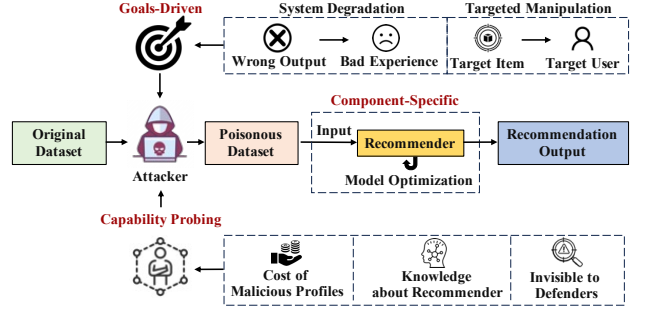 Goals-Driven
System Degradation
Targeted Manipulation
Wrong Output
Bad Experience
Target Item
Target User
Component-Specific
Original
Dataset
Attacker
Poisonous
Dataset
Input
Recommender
Model Optimization
Recommendation
Output
Capability Probing
Cost of
Malicious Profiles
Knowledge
about Recommender
Invisible to
Defenders